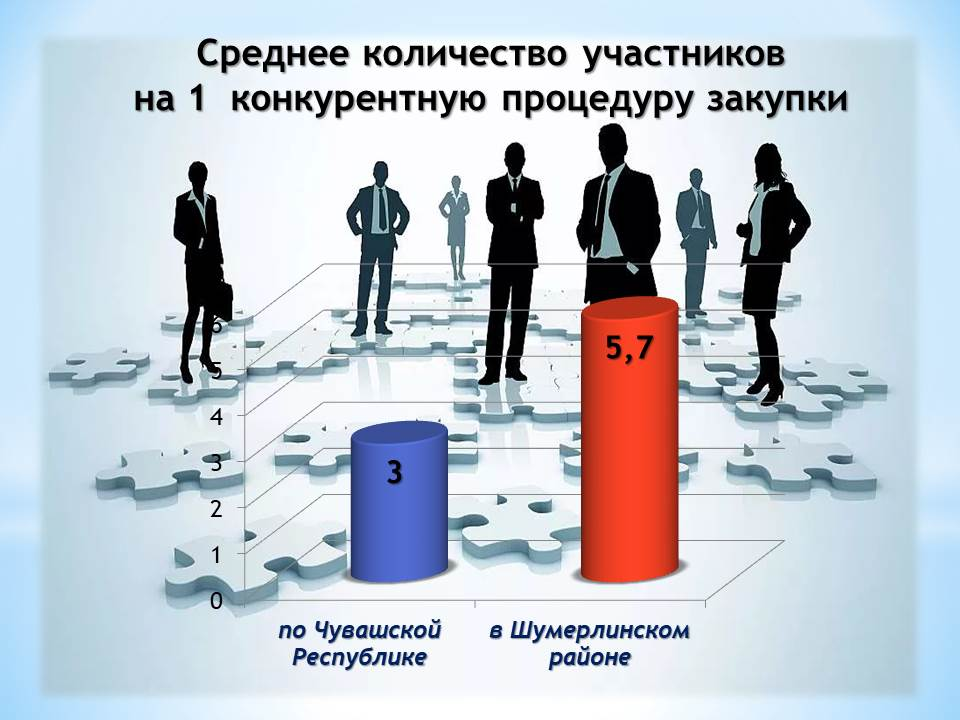 Среднее количество участников
на 1 конкурентную процедуру закупки
6
5
4
3
2
1
0
3
5,7
по Чувашской
Республике
в Шумерлинском
районе